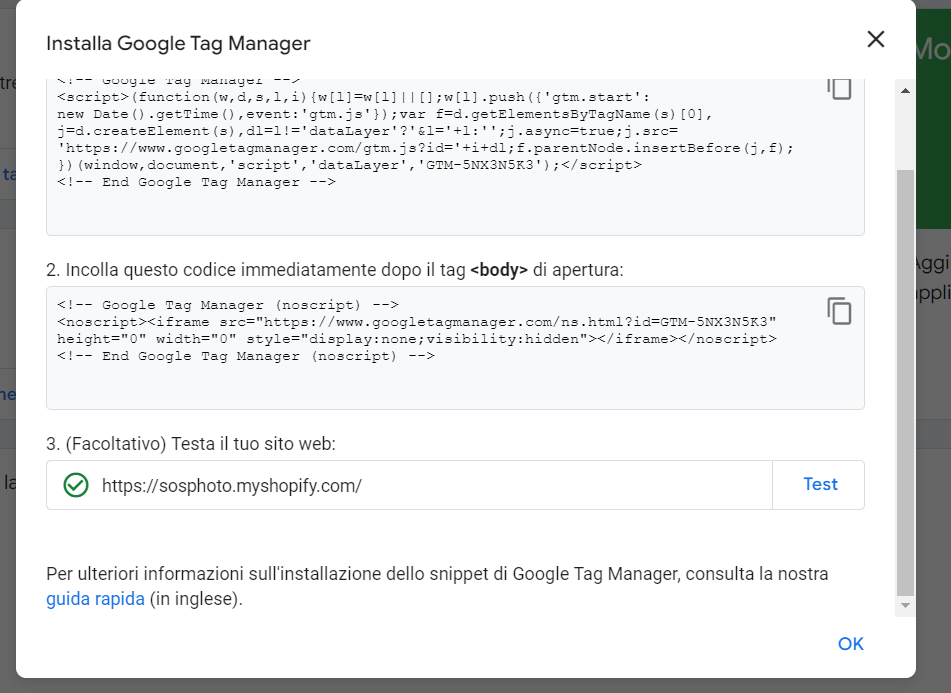 Installa Google Tag Manager
<!-- Google Tag Manager -->
<script>(function(w,d,s,l,i){w[l]=w[l]||[];w[l].push({'gtm.start':
new Date().getTime(),event:'gtm.js'});var f=d.getElementsByTagName(s)[0],
j=d.createElement(s),dl=l!='dataLayer'?'&l='+l:'';j.async=true;j.src=
'https://www.googletagmanager.com/gtm.js?id='+i+dl;f.parentNode.insertBefore(j,f);
})(window,document,'script','dataLayer','GTM-5NX3N5K3');</script>
<!-- End Google Tag Manager -->
2. Incolla questo codice immediatamente dopo il tag <body> di apertura:
<!-- Google Tag Manager (noscript) -->
<noscript><iframe src="https://www.googletagmanager.com/ns.html?id=GTM-5NX3N5K3"
height="0" width="0" style="display:none;visibility:hidden"></iframe></noscript>
<!-- End Google Tag Manager (noscript) -->
3. (Facoltativo) Testa il tuo sito web:
https://sosphoto.myshopify.com/ Test
Per ulteriori informazioni sull'installazione dello snippet di Google Tag Manager, consulta la nostra
guida rapida (in inglese).
OK